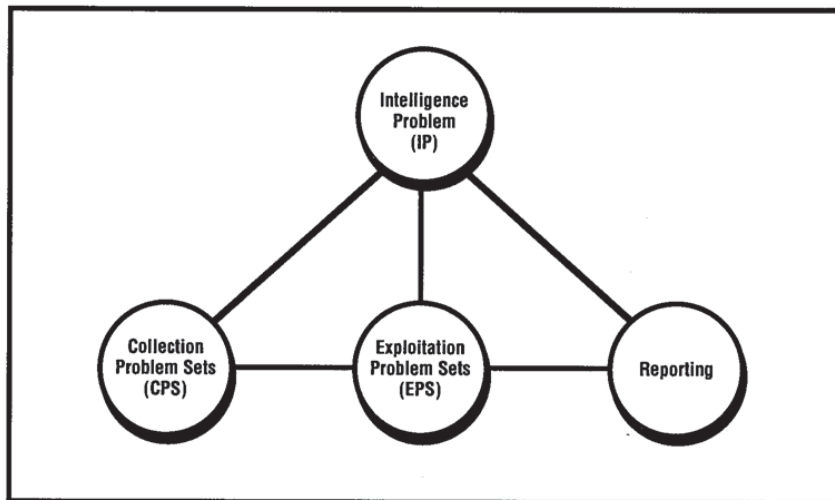 Intelligence
Problem
(IP)
Collection
Problem Sets
(CPS)
Exploitation
Problem Sets
(EPS)
Reporting